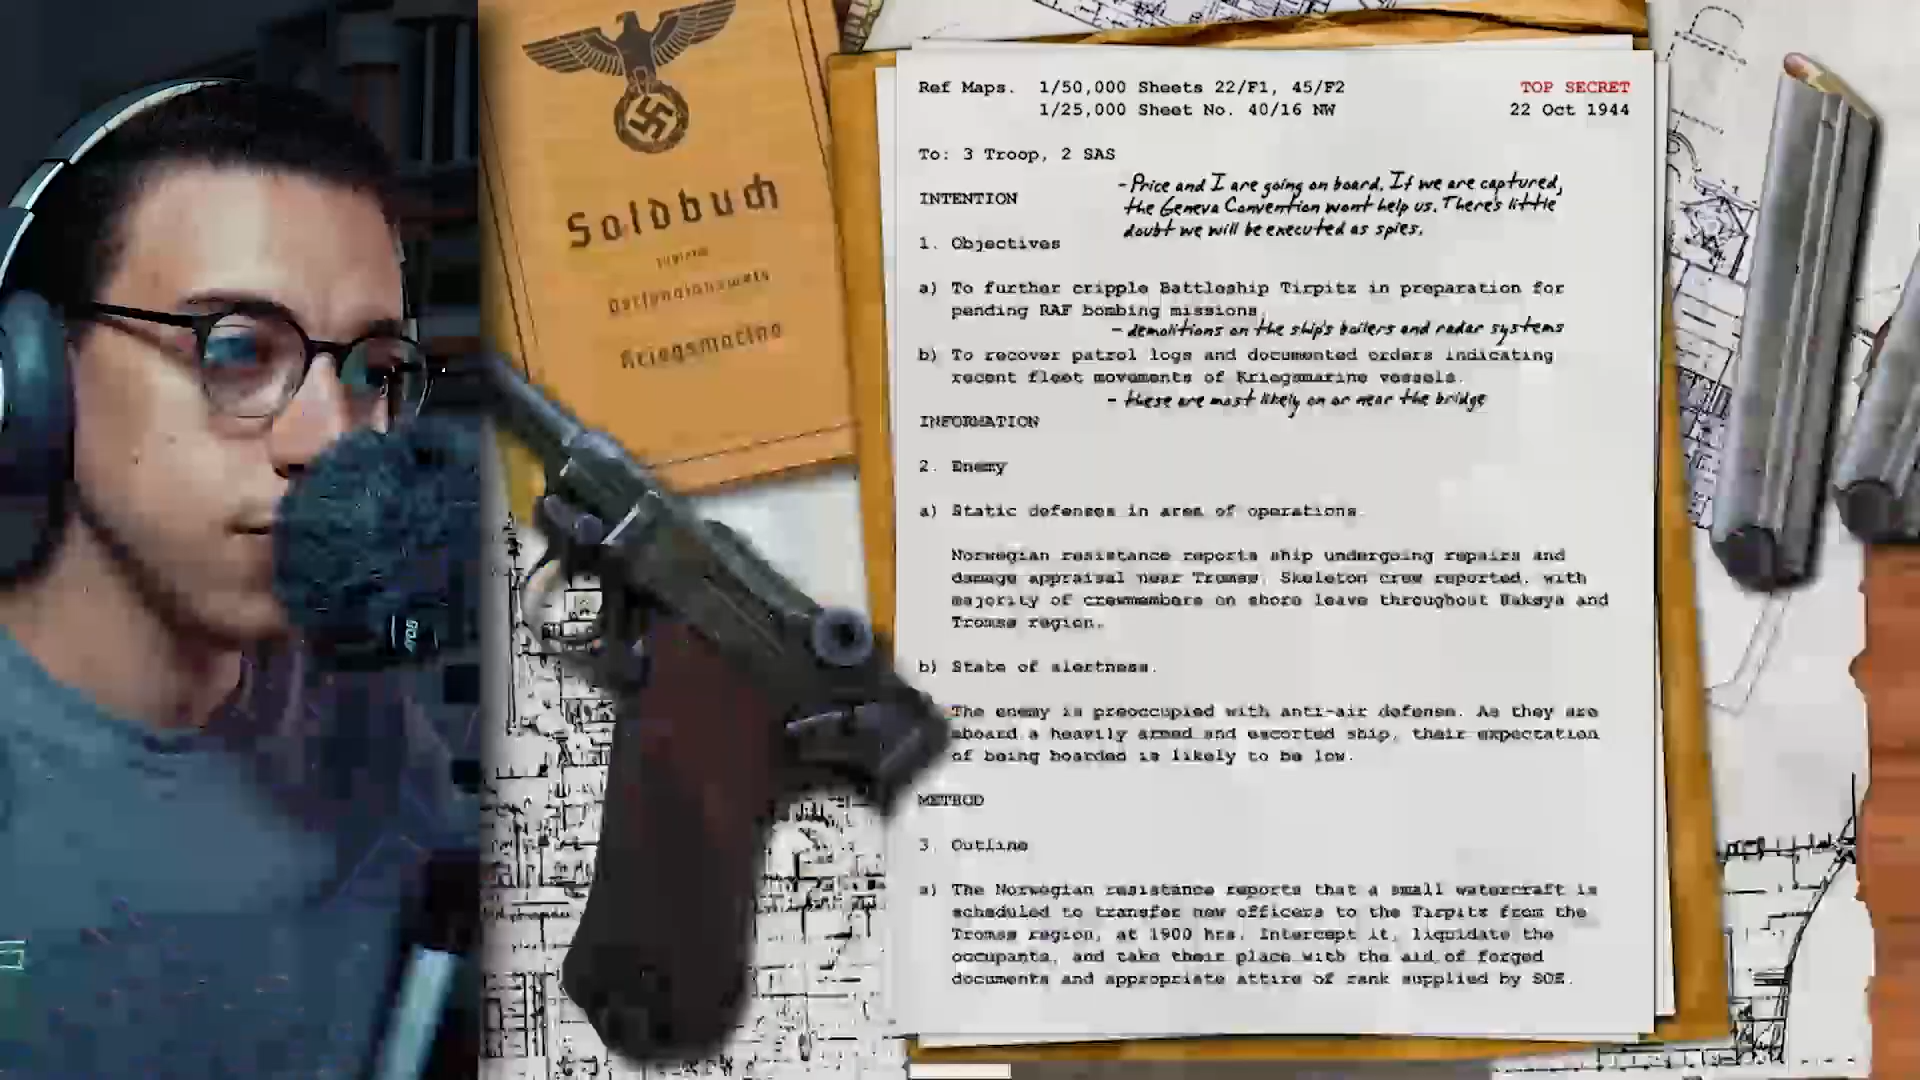 Soldbuch
Kriegsmarine
Ref Maps. 1/50,000 Sheets 22/F1, 45/F2
1/25,000 Sheet No. 40/16 NW
TOP SECRET
22 Oct 1944
To: 3 Troop, 2 SAS
INTENTION
- Price and I are going on board. If we are captured,
the Geneva Convention wont help us. There's little
doubt we will be executed as spies.
1. Objectives
a) To further cripple Battleship Tirpitz in preparation for
pending RAF bombing missions.
- demolitions on the ship's boilers and radar systems
b) To recover patrol logs and documented orders indicating
recent fleet movements of Kriegsmarine vessels.
- these are most likely on or near the bridge
INFORMATION
2. Enemy
a) Static defenses in area of operations.
Norwegian resistance reports ship undergoing repairs and
damage appraisal near Tromsø. Skeleton crew reported, with
majority of crewmembers on shore leave throughout Håkøya and
Tromsø region.
b) State of alertness.
The enemy is preoccupied with anti-air defense. As they are
aboard a heavily armed and escorted ship, their expectation
of being boarded is likely to be low.
METHOD
3. Outline
a) The Norwegian resistance reports that a small watercraft is
scheduled to transfer new officers to the Tirpitz from the
Tromsø region, at 1900 hrs. Intercept it, liquidate the
occupants, and take their place with the aid of forged
documents and appropriate attire of rank supplied by SOE.